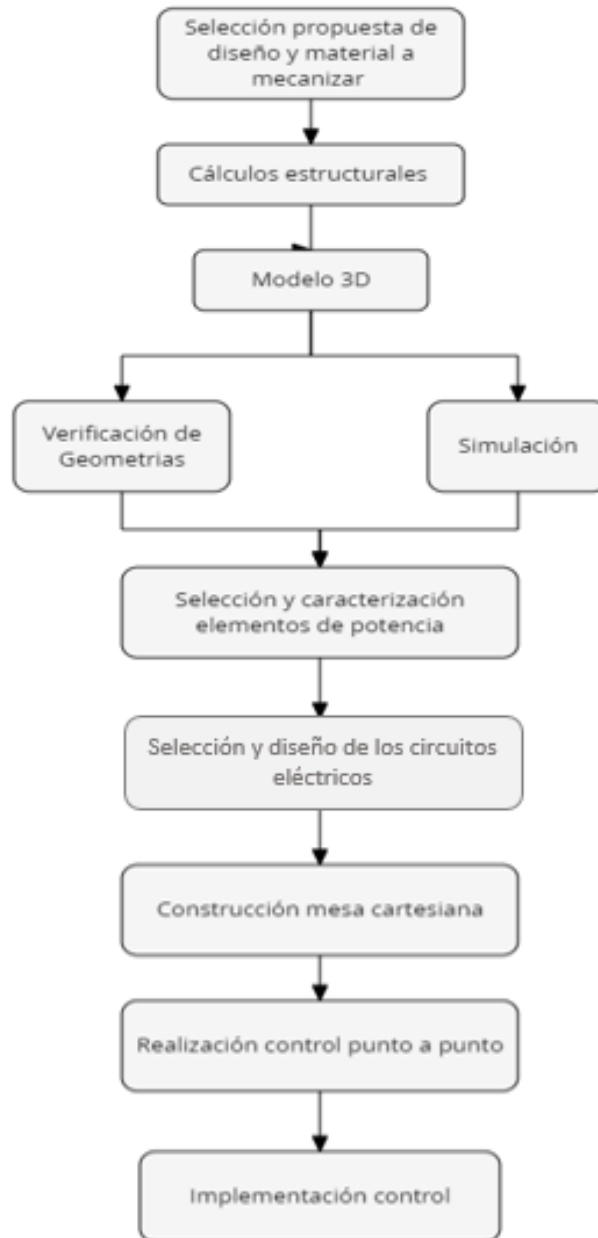 Selección propuesta de
diseño y material a
mecanizar
Cálculos estructurales
Modelo 3D
Verificación de
Geometrias
Simulación
Selección y caracterización
elementos de potencia
Selección y diseño de los circuitos
eléctricos
Construcción mesa cartesiana
Realización control punto a punto
Implementación control